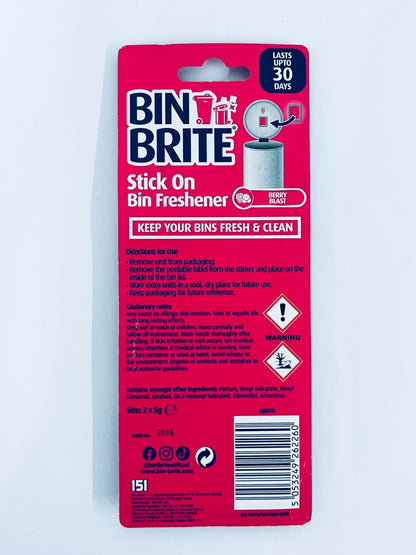 LASTS
UPTO
30
DAYS
BIN
BRITE®
Stick On
Bin Freshener
BERRY
BLAST
KEEP YOUR BINS FRESH & CLEAN
Directions for Use
- Remove unit from packaging.
- Remove the peelable label from the sticker and place on the
inside of the bin lid.
- Store extra units in a cool, dry place for future use.
- Keep packaging for future reference.
Cautionary notes
May cause an allergic skin reaction. Toxic to aquatic life
with long lasting effects.
Keep out of reach of children. Read carefully and
follow all instructions. Wash hands thoroughly after
handling. If skin irritation or rash occurs: Get medical
advice/attention. If medical advice is needed, have
product container or label at hand. Avoid release to the
environment. Dispose of contents and container to
local authority guidelines.
WARNING
Contains amongst other ingredients: Parfum, Hexyl Salicylate, Hexyl
Cinnamal, Linalool, Cis-3-Hexenyl Salicylate, Citronellol, Limonene.
Size: 2 x 5g e
Batch No: 2006
@binbriteofficial
www.bin-brite.com
151
5 053249 262260